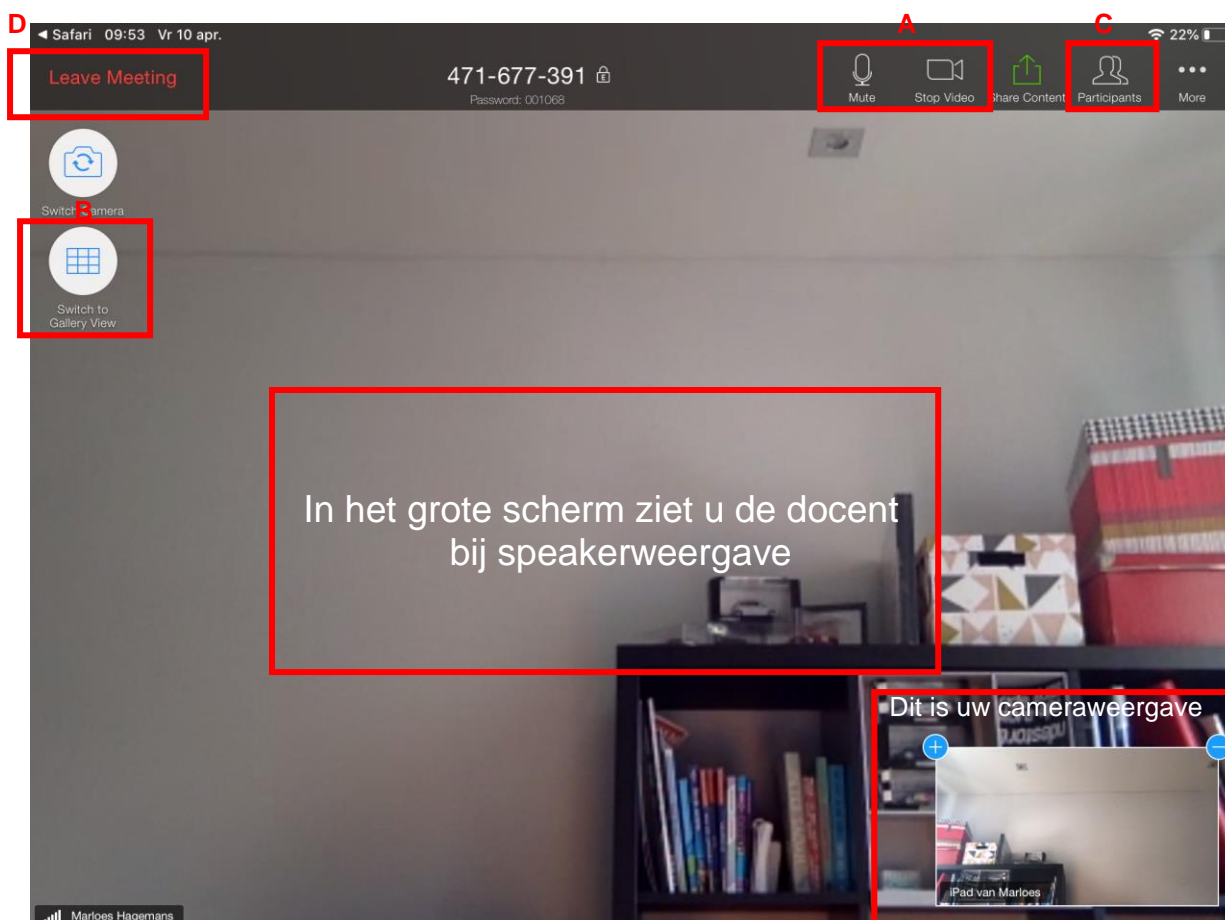 D
A
C
Safari 09:53 Vr 10 apr.
22%
Leave Meeting
471-677-391
Password: 001068
Mute
Stop Video
Share Content
Participants
More
Switch Camera
B
Switch to
Gallery View
In het grote scherm ziet u de docent
bij speakerweergave
Dit is uw cameraweergave
iPad van Marloes
Marloes Hagemans